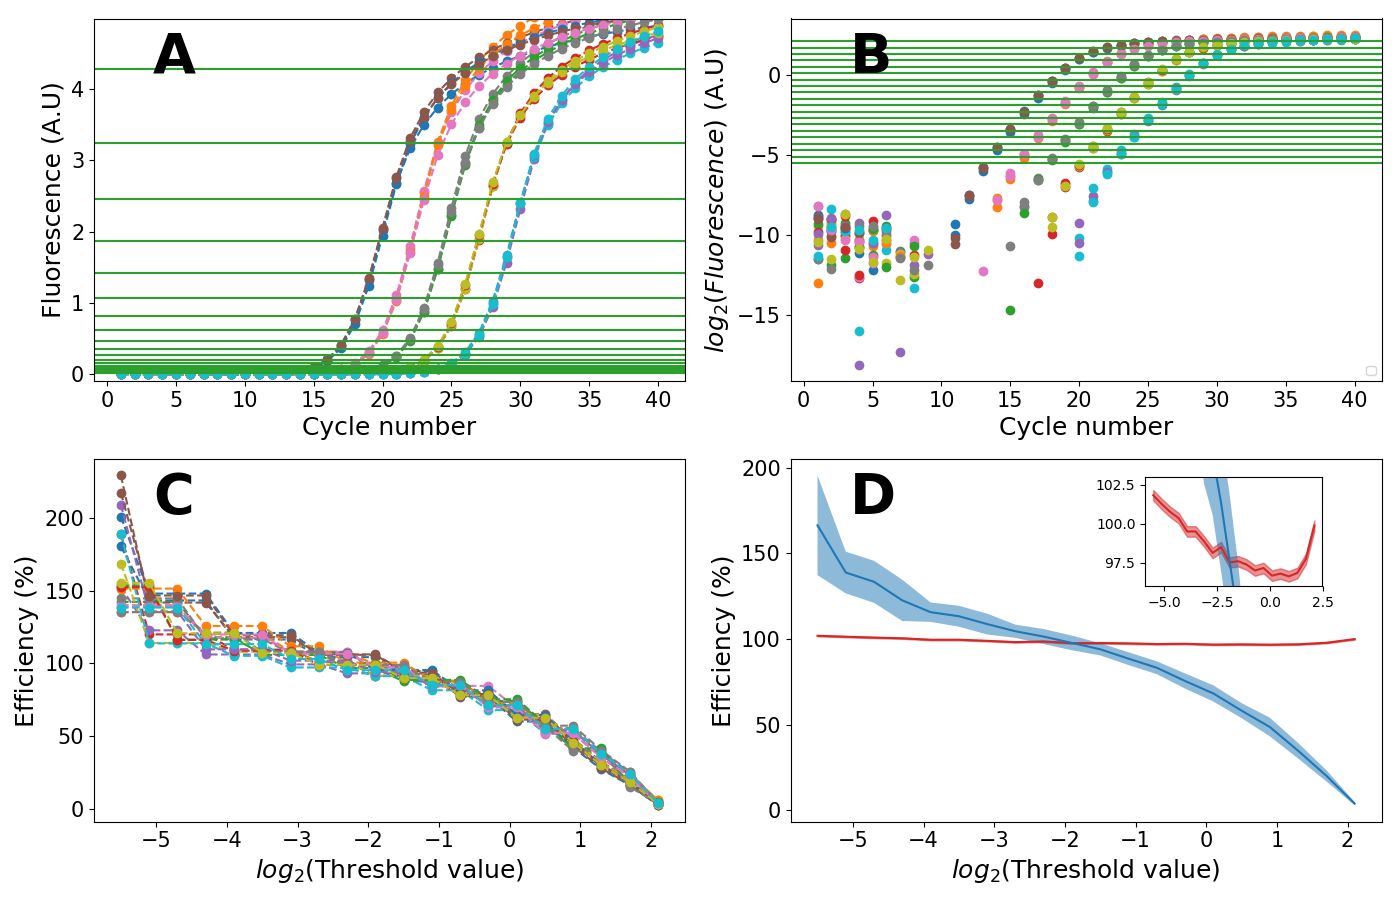 A
Fluorescence (A.U)
4
3
2
1
0
0 5 10 15 20 25 30 35 40
Cycle number
B
log₂(Fluorescence) (A.U)
0
−5
−10
−15
0 5 10 15 20 25 30 35 40
Cycle number
C
Efficiency (%)
200
150
100
50
0
−5 −4 −3 −2 −1 0 1 2
log₂(Threshold value)
D
Efficiency (%)
200
150
100
50
0
102.5
100.0
97.5
−5.0 −2.5 0.0 2.5
−5 −4 −3 −2 −1 0 1 2
log₂(Threshold value)